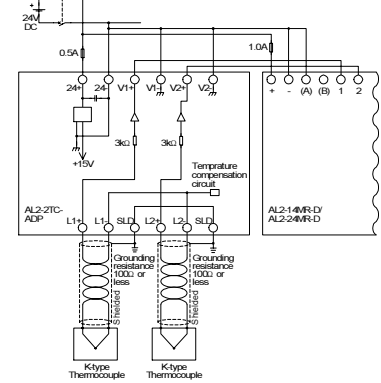 +
24V
DC
-
0.5A
1.0A
24+ 24- V1+ V1- V2+ V2-
+ - (A) (B) 1 2
3kΩ 3kΩ
+15V
Temprature
compensation
circuit
AL2-2TC-
ADP
AL2-14MR-D/
AL2-24MR-D
L1+ L1- SLD L2+ L2- SLD
Grounding
resistance
100Ω or
less
Grounding
resistance
100Ω or
less
Shielded
Shielded
K-type
Thermocouple
K-type
Thermocouple